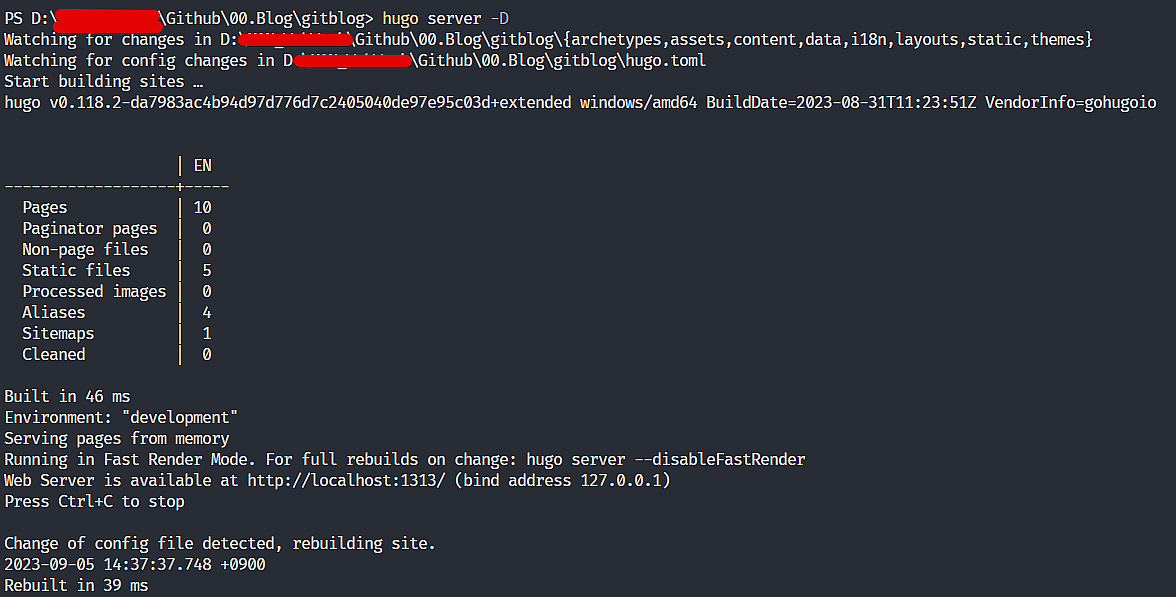 PS D:\ \Github\00.Blog\gitblog> hugo server -D
Watching for changes in D: \Github\00.Blog\gitblog\{archetypes,assets,content,data,i18n,layouts,static,themes}
Watching for config changes in D \Github\00.Blog\gitblog\hugo.toml
Start building sites …
hugo v0.118.2-da7983ac4b94d97d776d7c2405040de97e95c03d+extended windows/amd64 BuildDate=2023-08-31T11:23:51Z VendorInfo=gohugoio
| EN
-------------------+-----
Pages | 10
Paginator pages | 0
Non-page files | 0
Static files | 5
Processed images | 0
Aliases | 4
Sitemaps | 1
Cleaned | 0
Built in 46 ms
Environment: "development"
Serving pages from memory
Running in Fast Render Mode. For full rebuilds on change: hugo server --disableFastRender
Web Server is available at http://localhost:1313/ (bind address 127.0.0.1)
Press Ctrl+C to stop
Change of config file detected, rebuilding site.
2023-09-05 14:37:37.748 +0900
Rebuilt in 39 ms